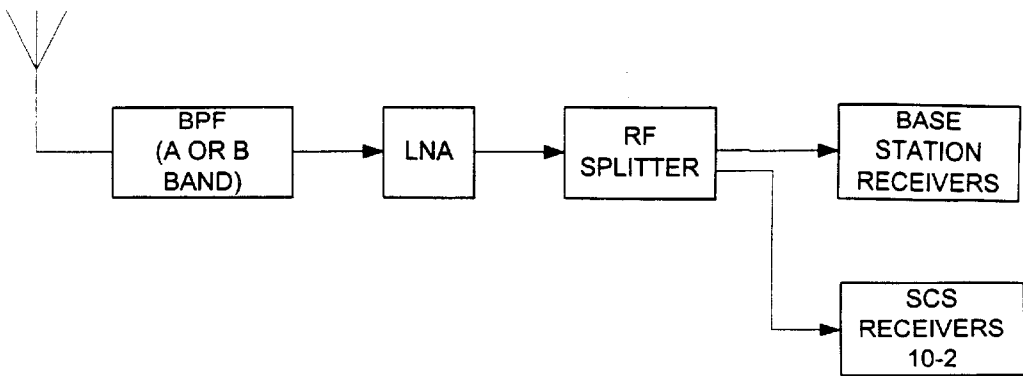 BPF
(A OR B
BAND)
LNA
RF
SPLITTER
BASE
STATION
RECEIVERS
SCS
RECEIVERS
10-2